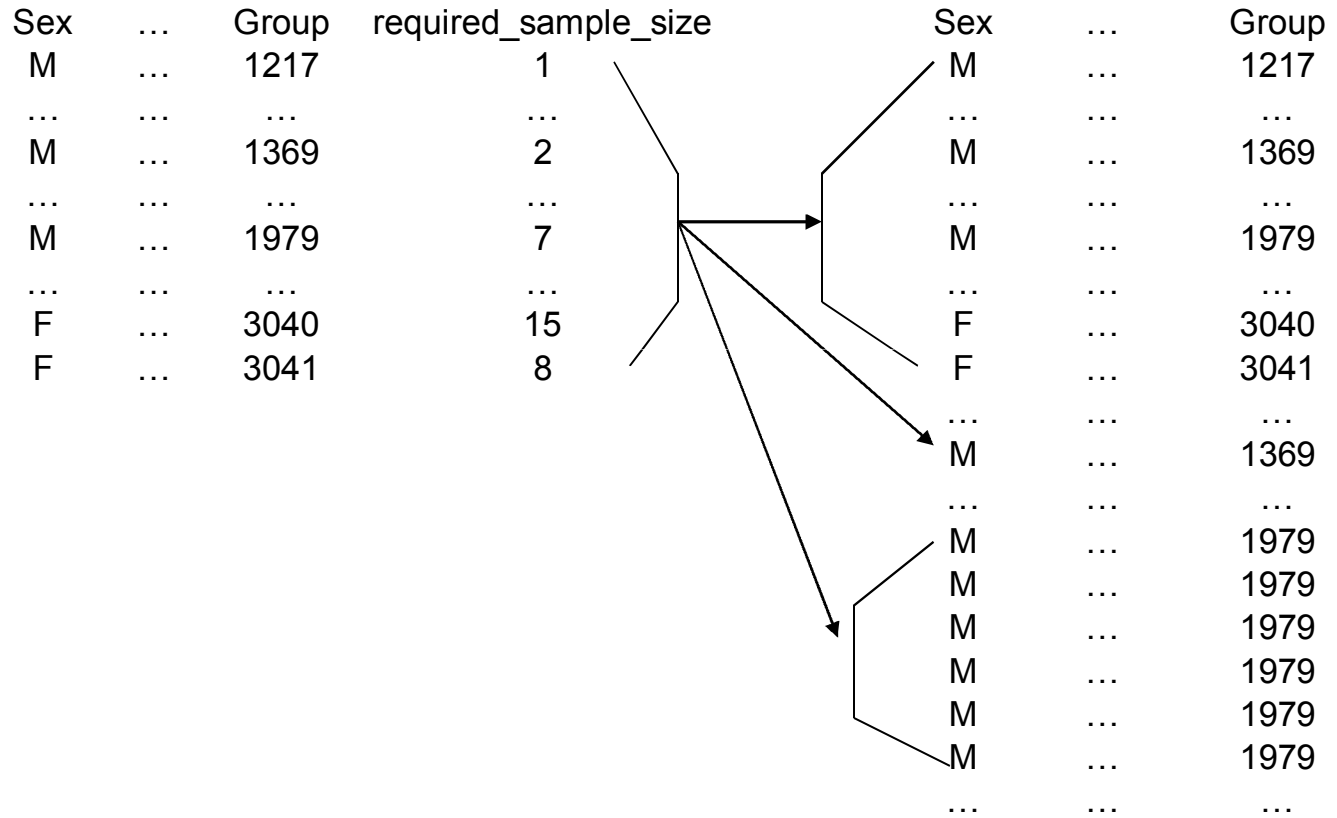 Sex … Group required_sample_size Sex … Group
M … 1217 1 M … 1217
… … … … … … …
M … 1369 2 M … 1369
… … … … … … …
M … 1979 7 M … 1979
… … … … … … …
F … 3040 15 F … 3040
F … 3041 8 F … 3041
… … …
M … 1369
… … …
M … 1979
M … 1979
M … 1979
M … 1979
M … 1979
M … 1979
… … …